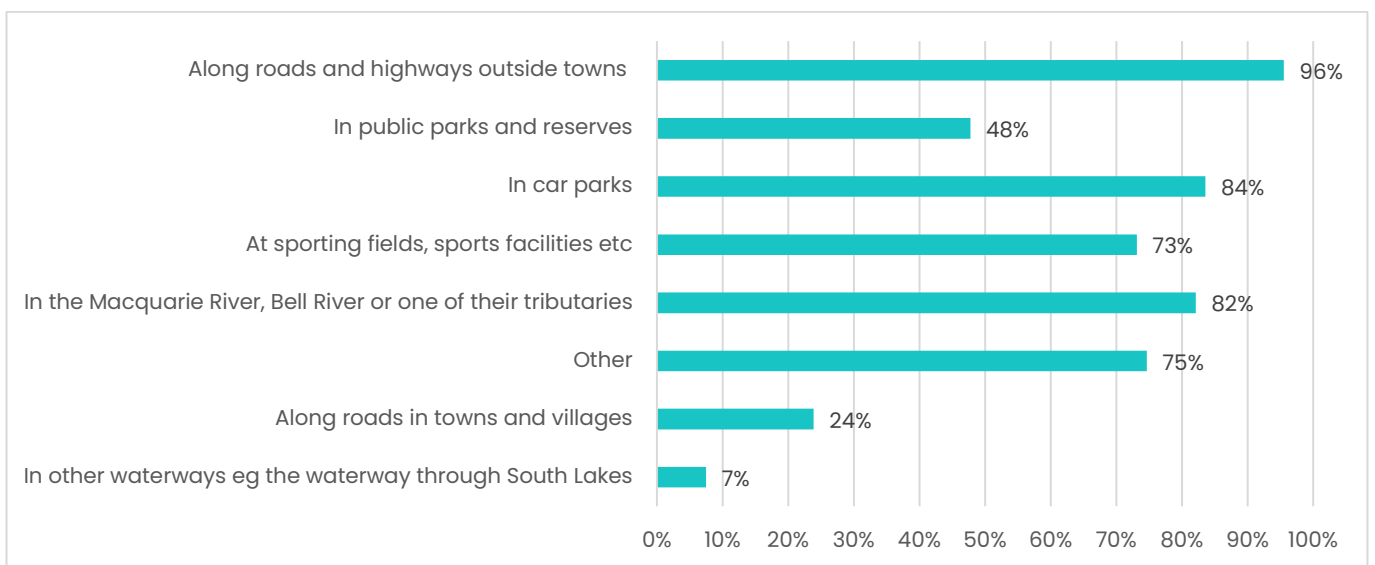 Along roads and highways outside towns 96%
In public parks and reserves 48%
In car parks 84%
At sporting fields, sports facilities etc 73%
In the Macquarie River, Bell River or one of their tributaries 82%
Other 75%
Along roads in towns and villages 24%
In other waterways eg the waterway through South Lakes 7%
0% 10% 20% 30% 40% 50% 60% 70% 80% 90% 100%